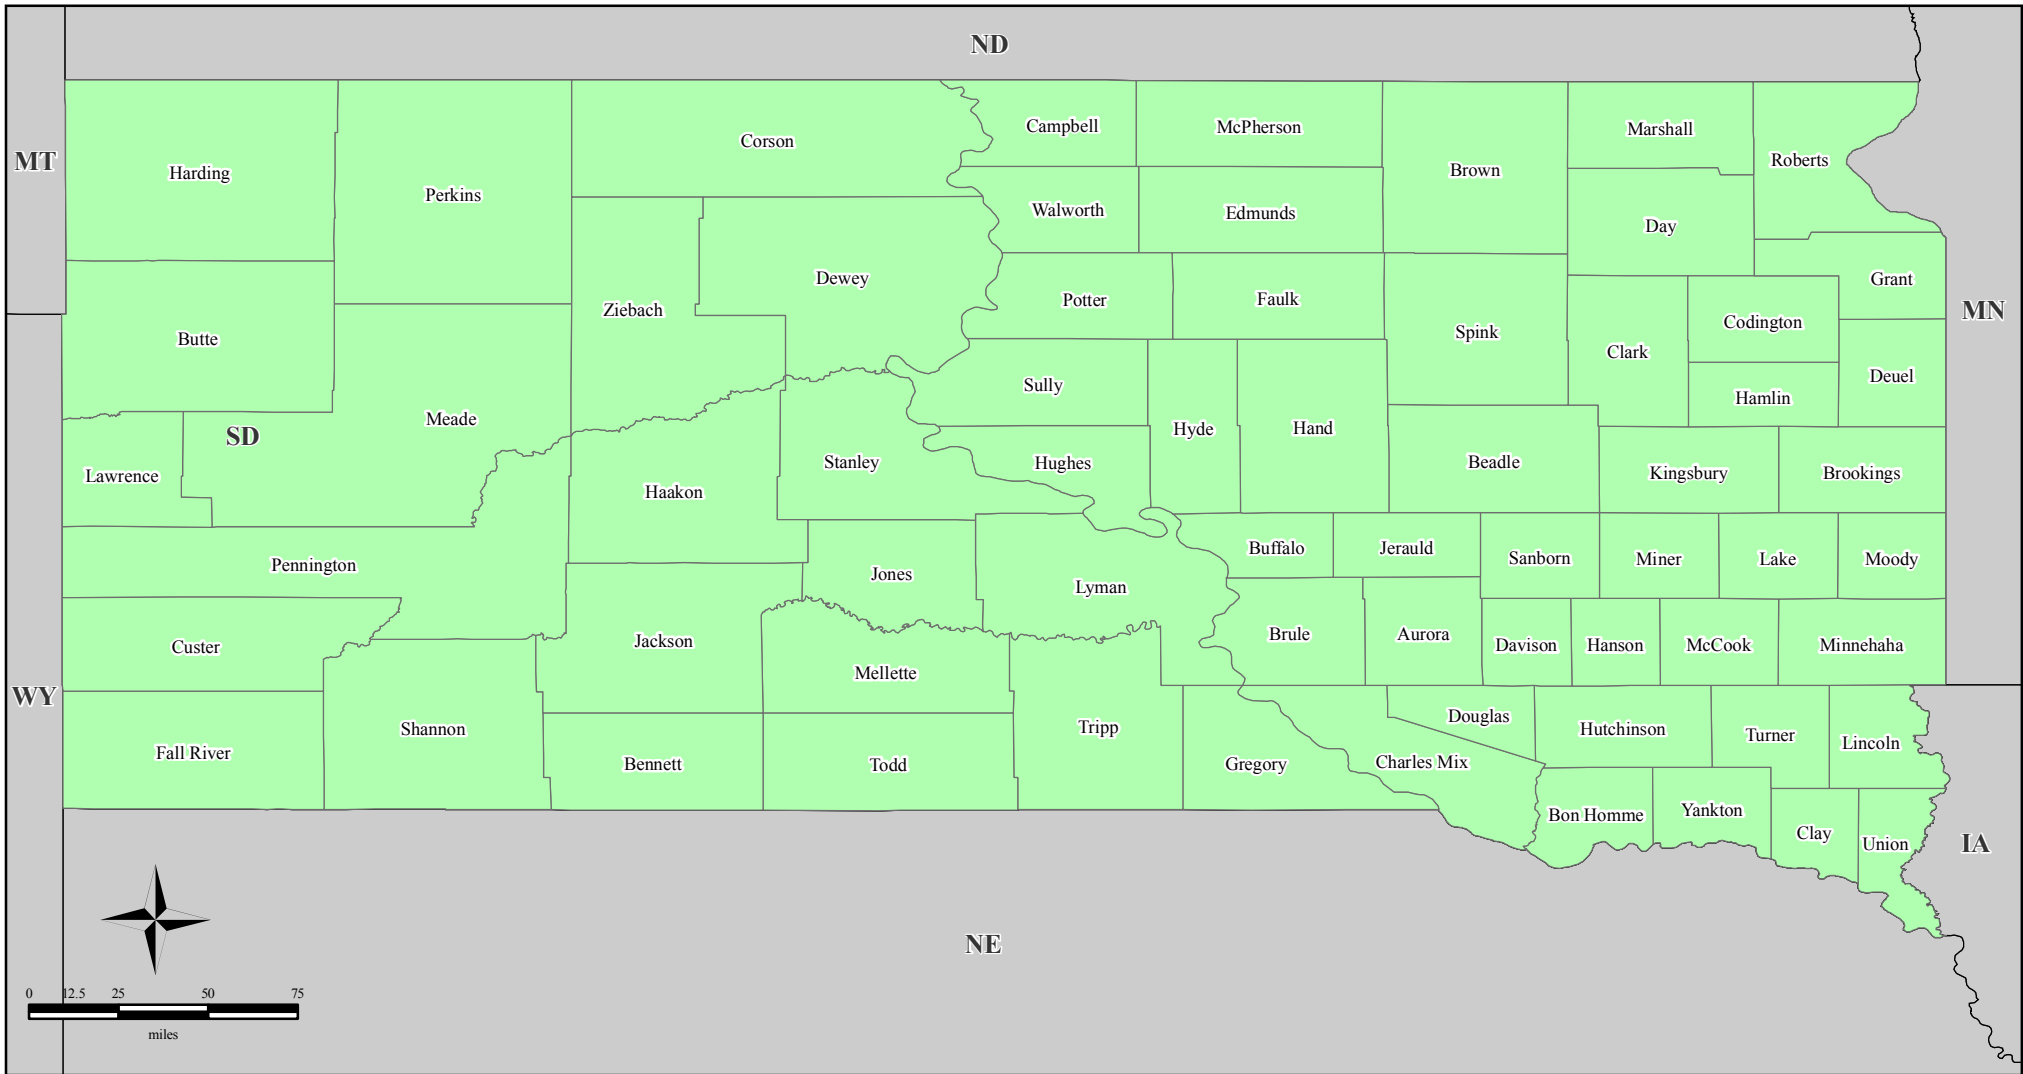 ND
MT
Harding
Perkins
Corson
Campbell
McPherson
Brown
Marshall
Roberts
Walworth
Edmunds
Day
Butte
Ziebach
Dewey
Potter
Faulk
Spink
Clark
Codington
Grant
MN
Hamlin
Deuel
SD
Meade
Lawrence
Sully
Hyde
Hand
Stanley
Hughes
Haakon
Beadle
Kingsbury
Brookings
Pennington
Jones
Lyman
Buffalo
Jerauld
Sanborn
Miner
Lake
Moody
Custer
Jackson
Mellette
Brule
Aurora
Davison
Hanson
McCook
Minnehaha
WY
Fall River
Shannon
Bennett
Todd
Tripp
Gregory
Charles Mix
Douglas
Hutchinson
Turner
Lincoln
Bon Homme
Yankton
Clay
Union
IA
NE
0 12.5 25 50 75
miles